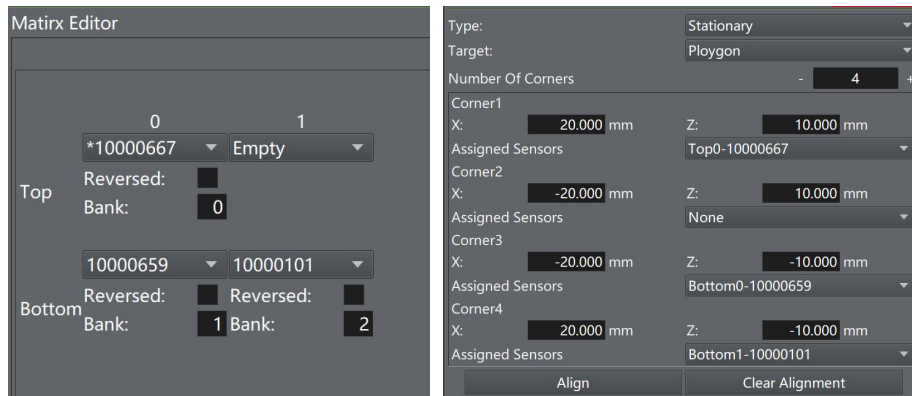 Matirx Editor
0 1
*10000667 Empty
Reversed:
Top
Bank: 0
10000659 10000101
Reversed: Reversed:
Bottom
Bank: 1 Bank: 2
Type: Stationary
Target: Ploygon
Number Of Corners - 4 +
Corner1
X: 20.000 mm Z: 10.000 mm
Assigned Sensors Top0-10000667
Corner2
X: -20.000 mm Z: 10.000 mm
Assigned Sensors None
Corner3
X: -20.000 mm Z: -10.000 mm
Assigned Sensors Bottom0-10000659
Corner4
X: 20.000 mm Z: -10.000 mm
Assigned Sensors Bottom1-10000101
Align Clear Alignment